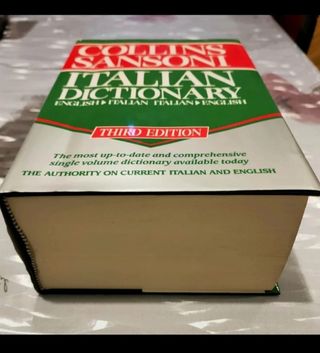 COLLINS
SANSONI
ITALIAN
DICTIONARY
ENGLISH▶ITALIAN ITALIAN▶ENGLISH
THIRD EDITION
The most up-to-date and comprehensive
single volume dictionary available today
THE AUTHORITY ON CURRENT ITALIAN AND ENGLISH